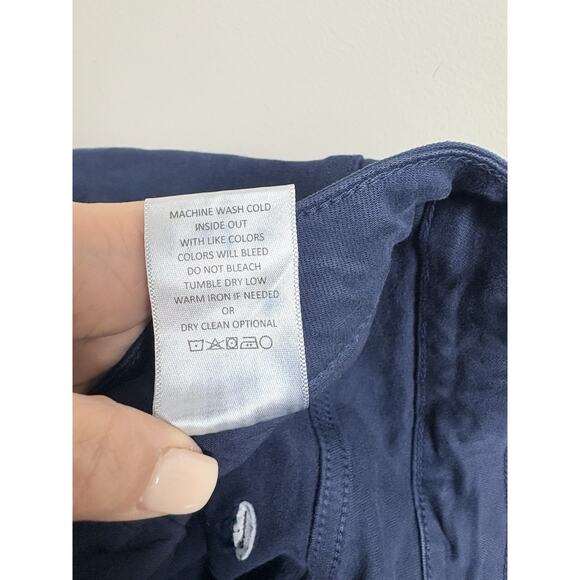 MACHINE WASH COLD
INSIDE OUT
WITH LIKE COLORS
COLORS WILL BLEED
DO NOT BLEACH
TUMBLE DRY LOW
WARM IRON IF NEEDED
OR
DRY CLEAN OPTIONAL